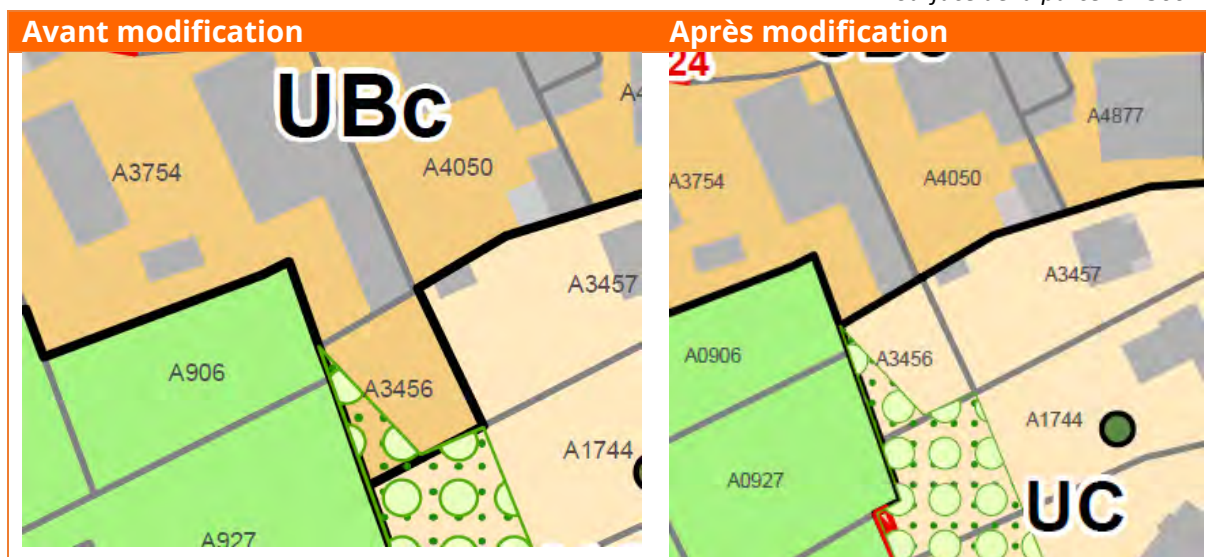 Avant modification
Après modification
UBc
A3754
A4050
A3457
A906
A3456
A1744
A927
24
A4877
A3754
A4050
A3457
A0906
A3456
A1744
A0927
UC